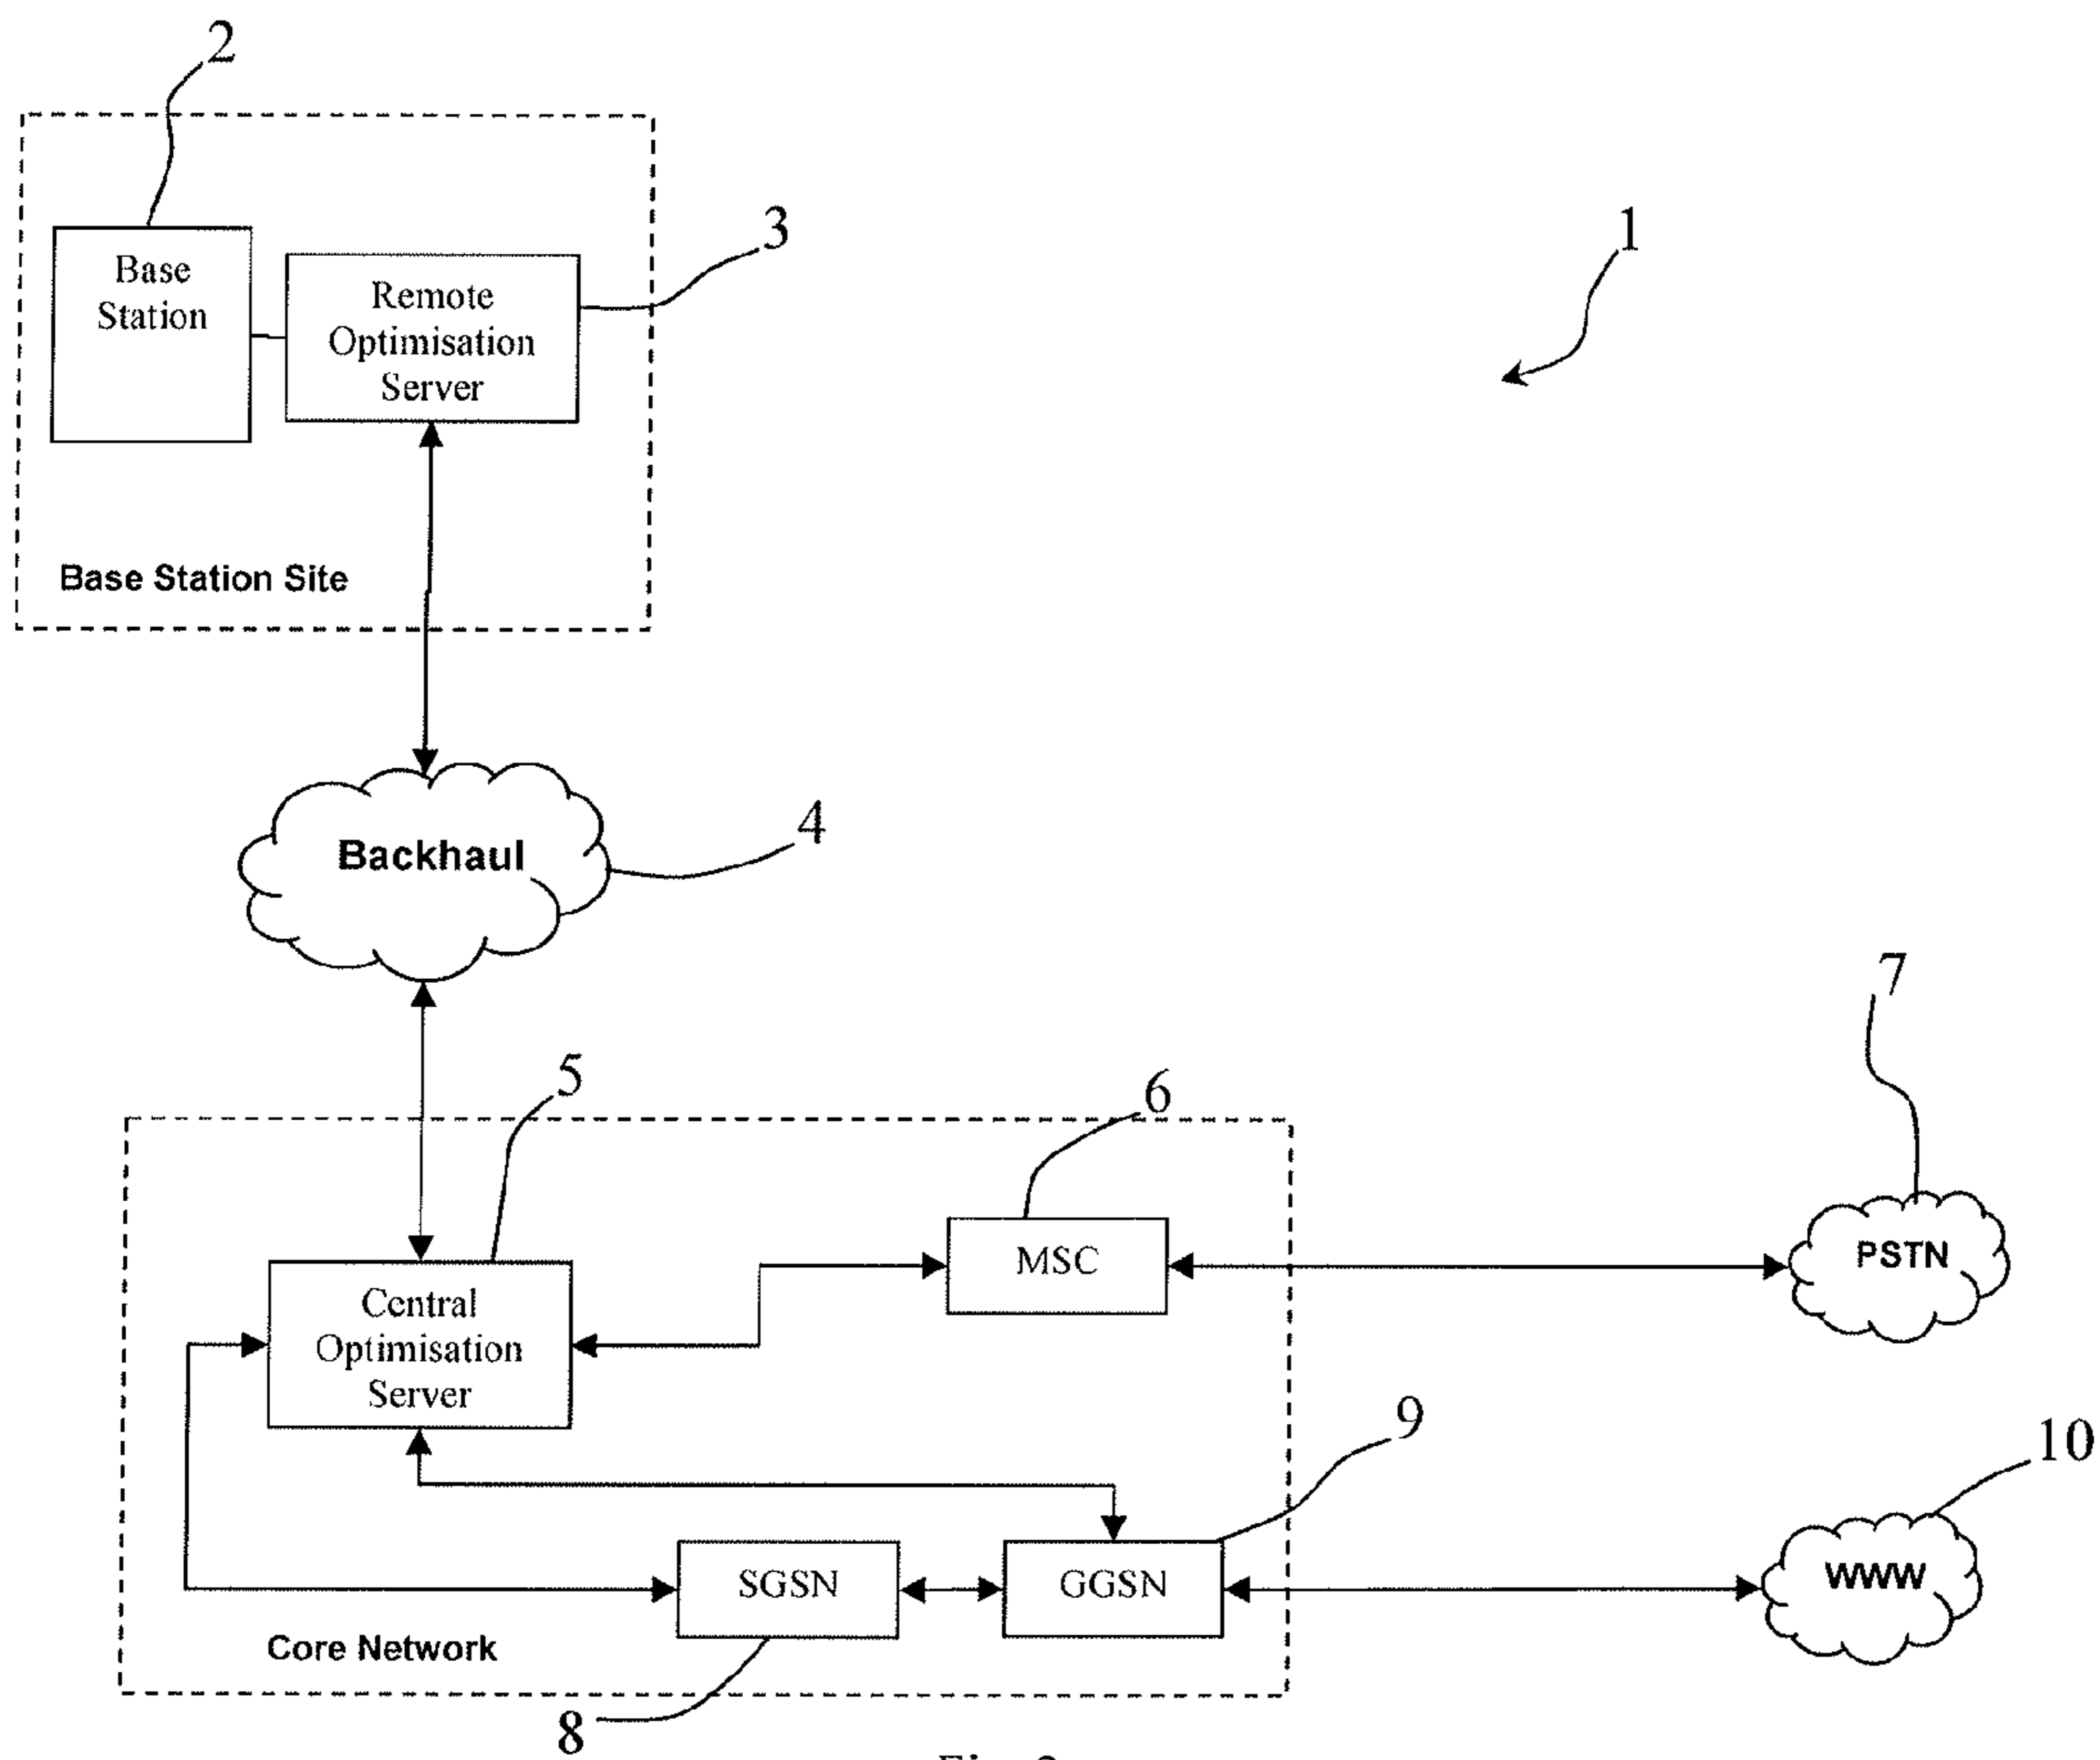 2
3
1
Base
Station
Remote
Optimisation
Server
Base Station Site
4
Backhaul
7
5
6
MSC
PSTN
Central
Optimisation
Server
9
10
SGSN
GGSN
WWW
Core Network
8